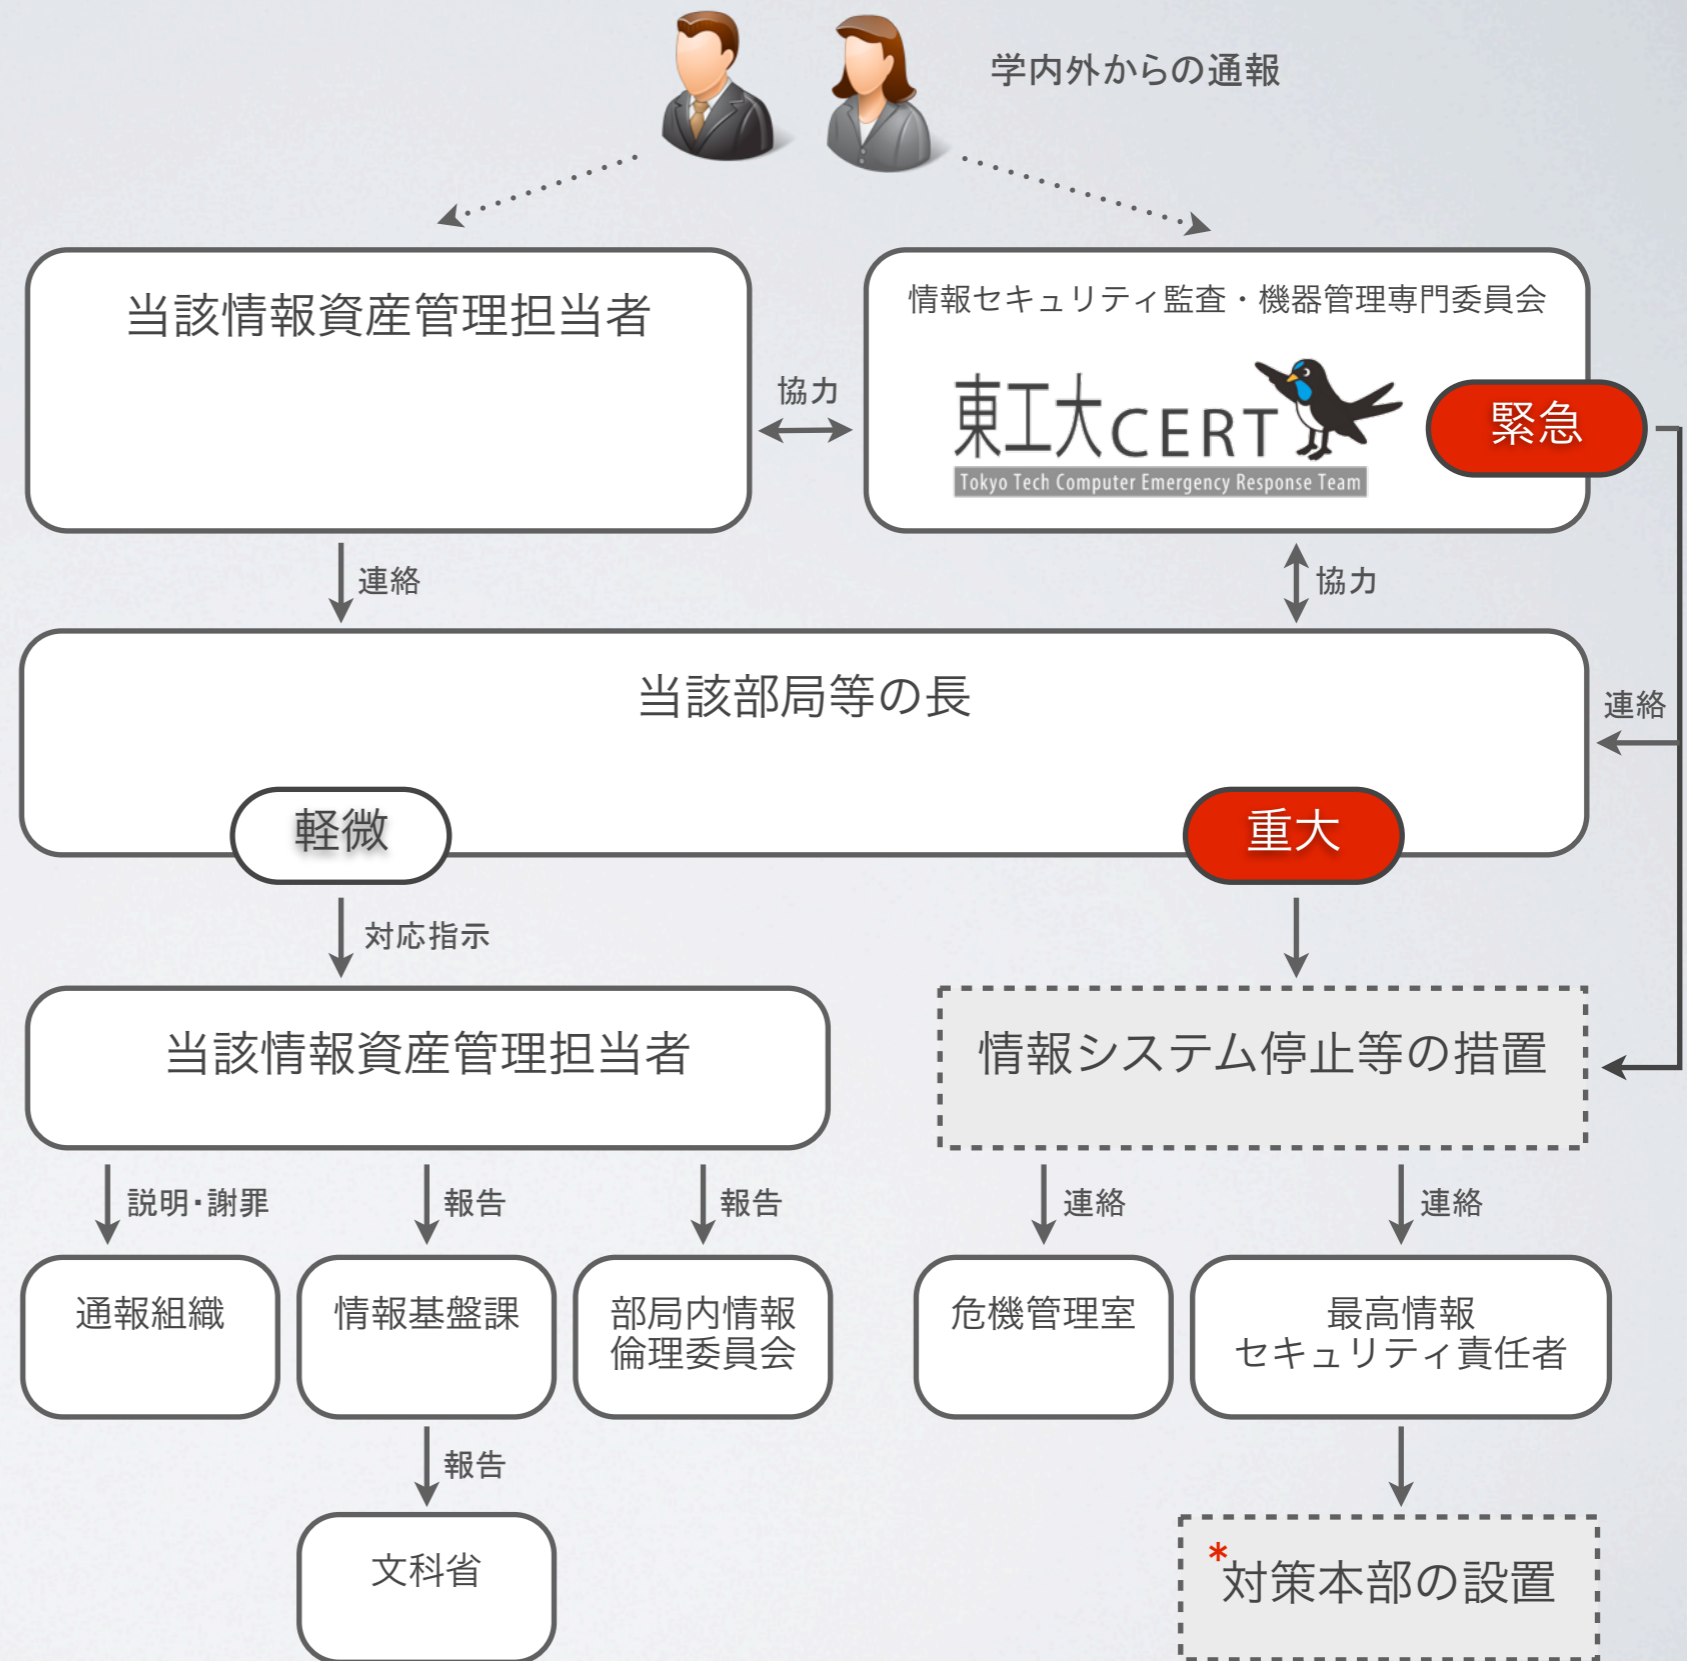 学内外からの通報
当該情報資産管理担当者
協力
情報セキュリティ監査・機器管理専門委員会
東工大CERT
Tokyo Tech Computer Emergency Response Team
緊急
連絡
協力
当該部局等の長
連絡
軽微
重大
対応指示
当該情報資産管理担当者
情報システム停止等の措置
説明・謝罪
報告
報告
連絡
連絡
通報組織
情報基盤課
部局内情報
倫理委員会
危機管理室
最高情報
セキュリティ責任者
報告
文科省
*対策本部の設置